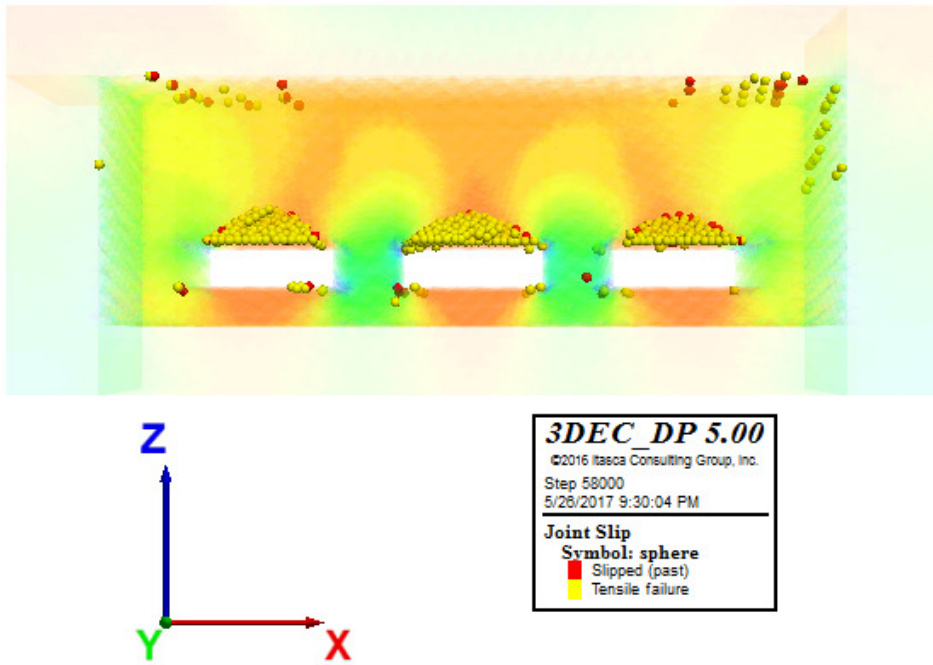 Z
Y
X
3DEC_DP 5.00
©2016 Itasca Consulting Group, Inc.
Step 58000
5/26/2017 9:30:04 PM
Joint Slip
Symbol: sphere
Slipped (past)
Tensile failure